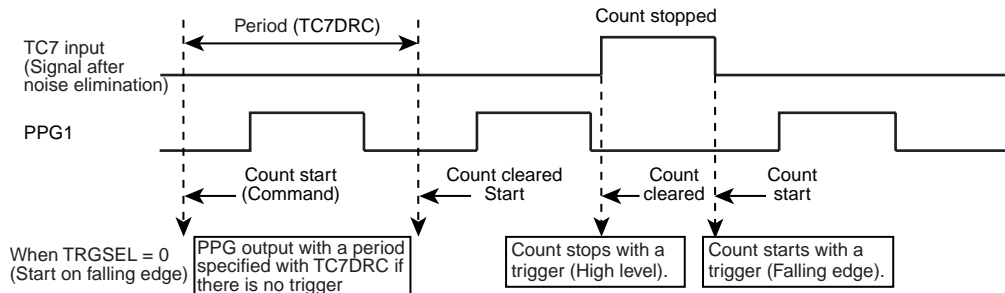 Period (TC7DRC)
Count stopped
TC7 input
(Signal after
noise elimination)
PPG1
Count start
(Command)
Count cleared
Start
Count
cleared
Count
start
When TRGSEL = 0
(Start on falling edge)
PPG output with a period
specified with TC7DRC if
there is no trigger
Count stops with a
trigger (High level).
Count starts with a
trigger (Falling edge).